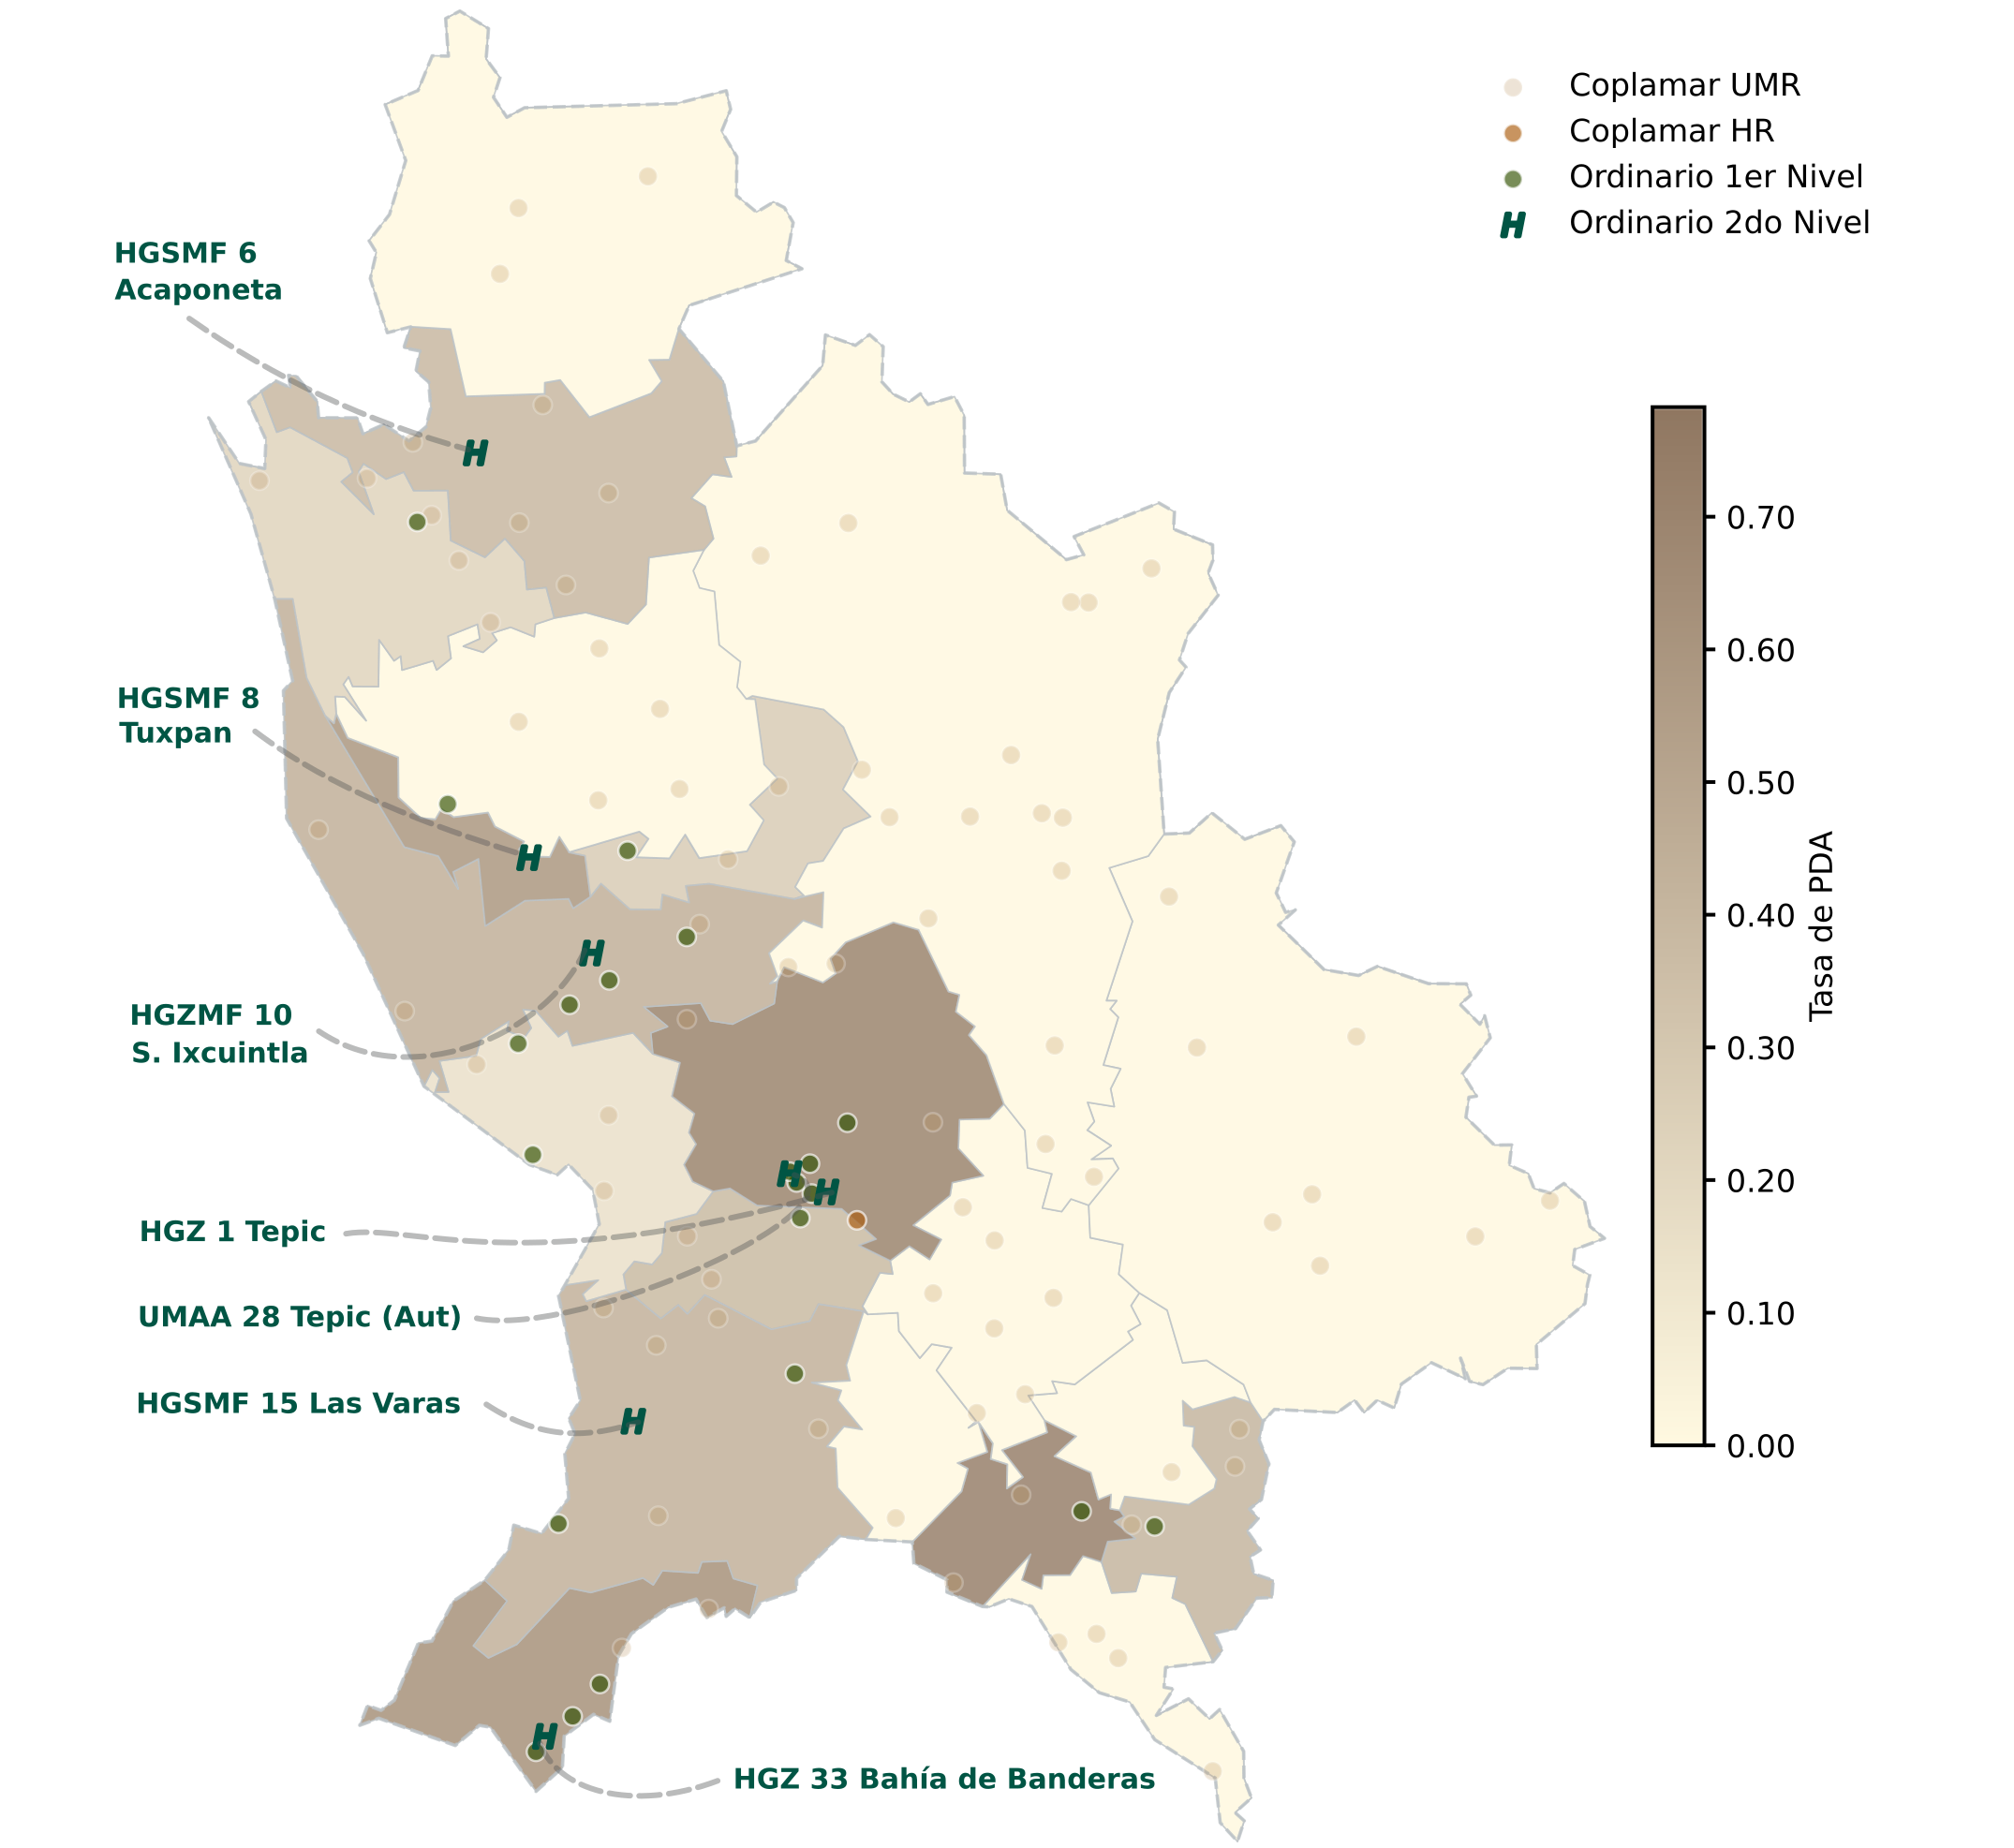 Coplamar UMR
Coplamar HR
Ordinario 1er Nivel
H Ordinario 2do Nivel
HGSMF 6
Acaponeta
H
HGSMF 8
Tuxpan
H
H
HGZMF 10
S. Ixcuintla
H
H
HGZ 1 Tepic
UMAA 28 Tepic (Aut)
HGSMF 15 Las Varas
H
H
HGZ 33 Bahía de Banderas
0.70
0.60
0.50
0.40
0.30
0.20
0.10
0.00
Tasa de PDA